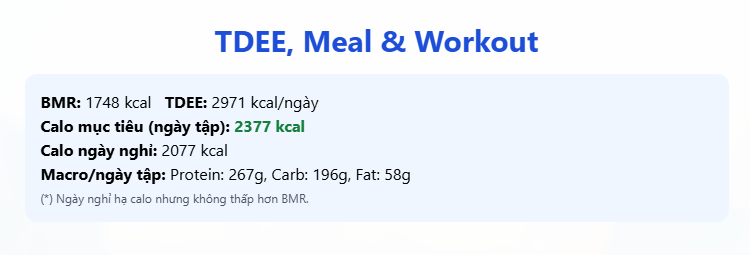 TDEE, Meal & Workout
BMR: 1748 kcal TDEE: 2971 kcal/ngày
Calo mục tiêu (ngày tập): 2377 kcal
Calo ngày nghỉ: 2077 kcal
Macro/ngày tập: Protein: 267g, Carb: 196g, Fat: 58g
(*) Ngày nghỉ hạ calo nhưng không thấp hơn BMR.